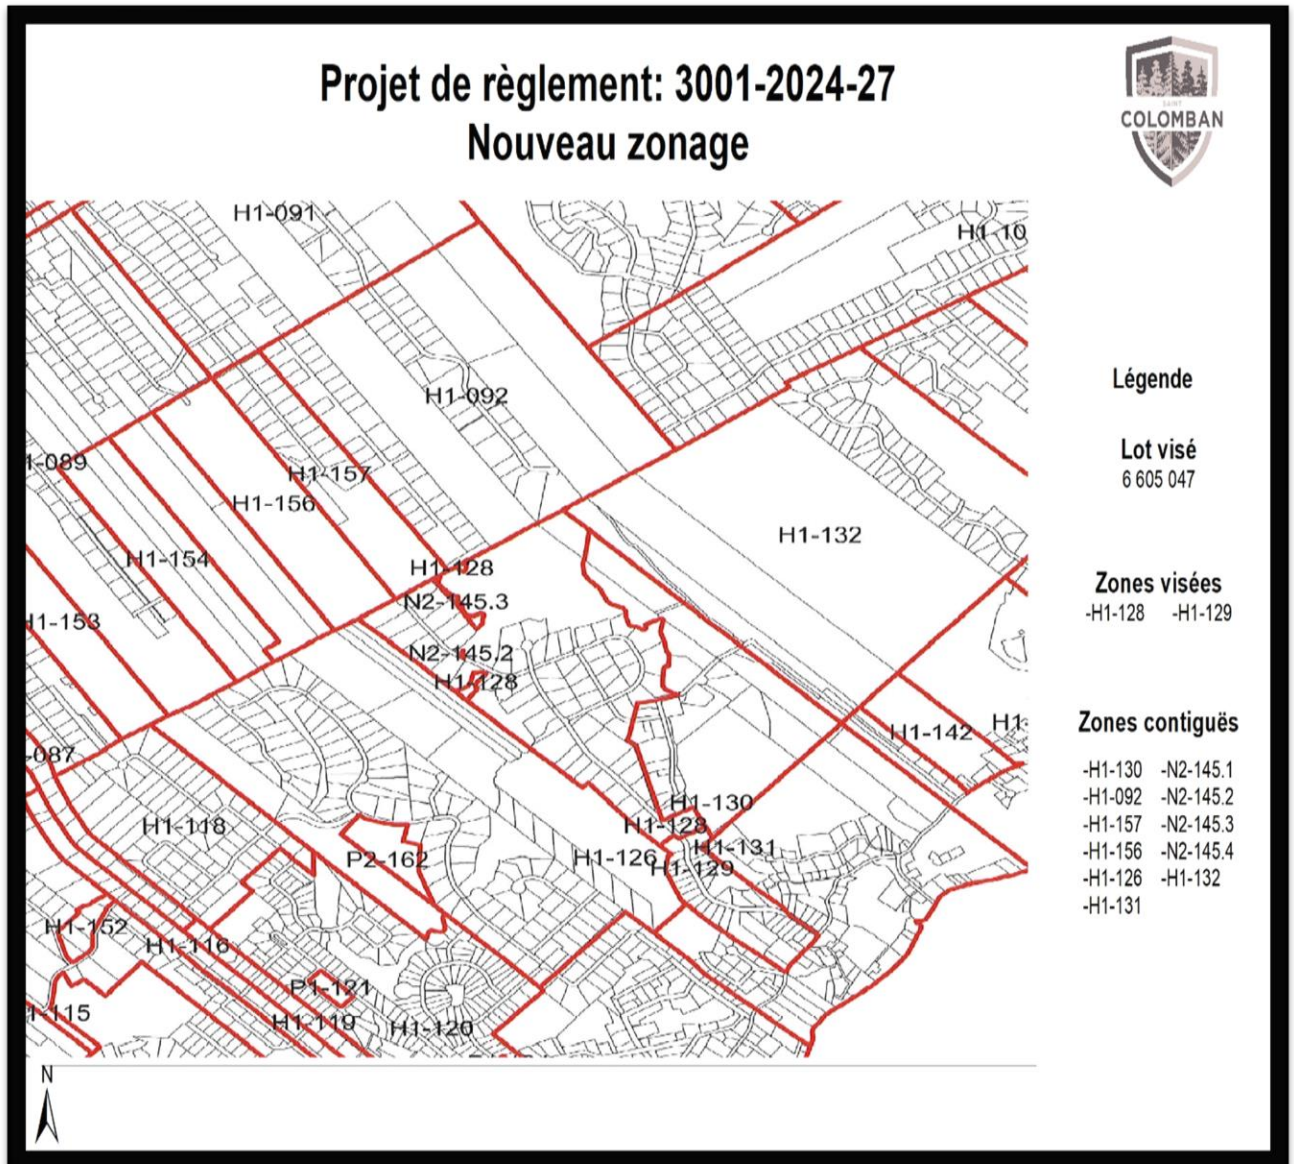 Projet de règlement: 3001-2024-27
Nouveau zonage
SAINT
COLOMBAN
H1-091
H1-10
H1-092
1-089
H1-157
H1-156
H1-132
H1-154
H1-128
N2-145.3
H1-153
N2-145.2
H1-128
H1-142
H1-
-087
H1-130
H1-118
H1-128
H1-131
P2-162
H1-126
H1-129
H1-152
H1-116
P1-121
1-115
H1-119
H1-120
N
Légende
Lot visé
6 605 047
Zones visées
-H1-128 -H1-129
Zones contiguës
-H1-130 -N2-145.1
-H1-092 -N2-145.2
-H1-157 -N2-145.3
-H1-156 -N2-145.4
-H1-126 -H1-132
-H1-131